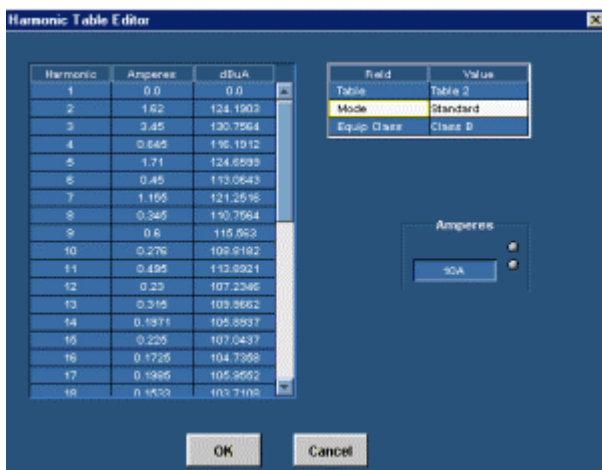 Harmonic Table Editor
Harmonic Amperes dBuA
1 0.0 0.0
2 1.62 124.1903
3 3.45 130.7564
4 0.645 116.1912
5 1.71 124.6599
6 0.45 113.0643
7 1.155 121.2516
8 0.345 110.7564
9 0.6 115.563
10 0.276 108.8182
11 0.495 113.8921
12 0.23 107.2346
13 0.315 109.9662
14 0.1971 105.8937
15 0.225 107.0437
16 0.1725 104.7358
17 0.1985 105.9552
18 0.1533 103.7108
Field Value
Table Table 2
Mode Standard
Equip Class Class B
Amperes
10A
OK Cancel